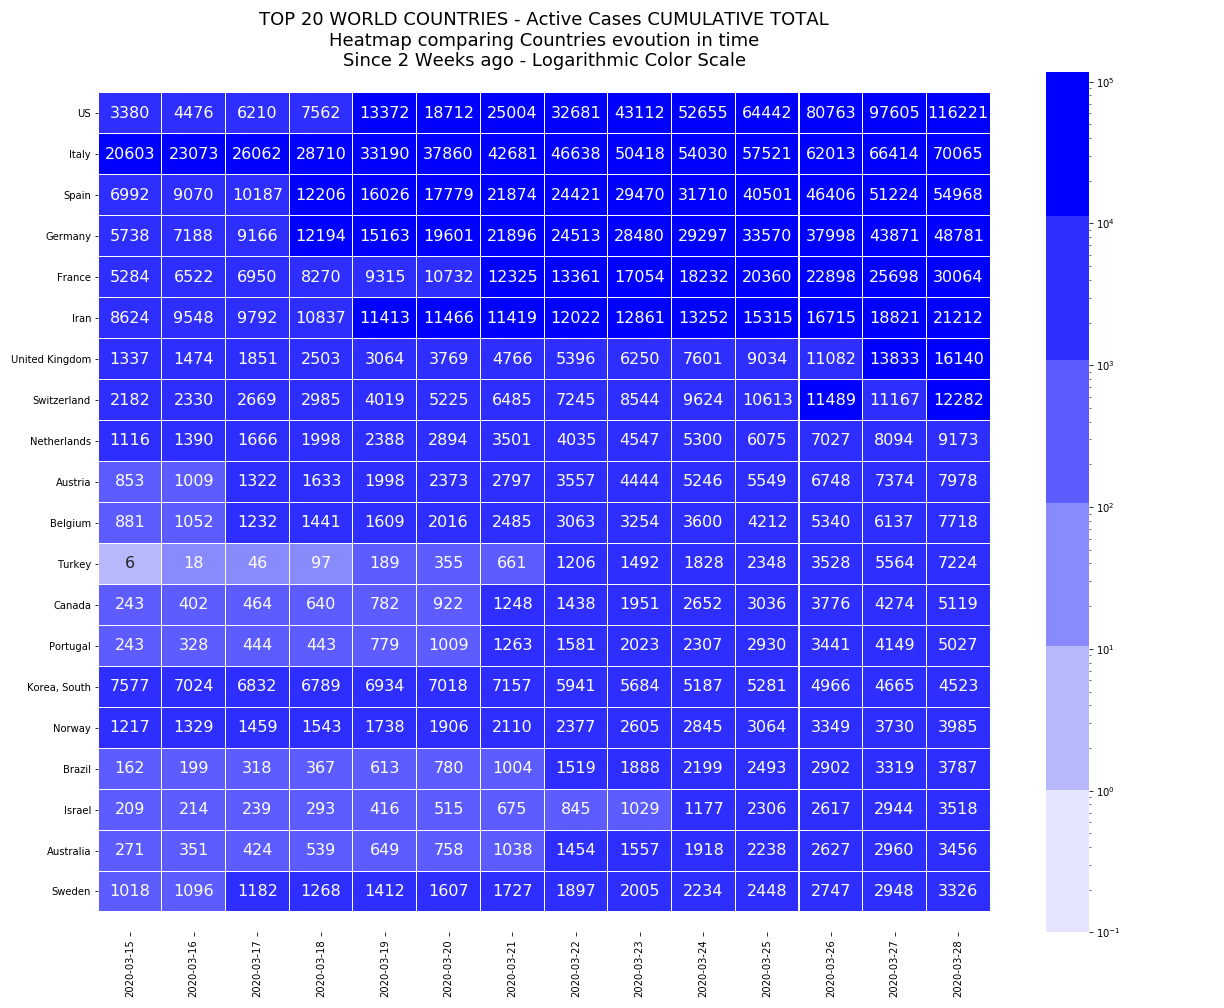 TOP 20 WORLD COUNTRIES - Active Cases CUMULATIVE TOTAL
Heatmap comparing Countries evoution in time
Since 2 Weeks ago - Logarithmic Color Scale
US 3380 4476 6210 7562 13372 18712 25004 32681 43112 52655 64442 80763 97605 116221
Italy 20603 23073 26062 28710 33190 37860 42681 46638 50418 54030 57521 62013 66414 70065
Spain 6992 9070 10187 12206 16026 17779 21874 24421 29470 31710 40501 46406 51224 54968
Germany 5738 7188 9166 12194 15163 19601 21896 24513 28480 29297 33570 37998 43871 48781
France 5284 6522 6950 8270 9315 10732 12325 13361 17054 18232 20360 22898 25698 30064
Iran 8624 9548 9792 10837 11413 11466 11419 12022 12861 13252 15315 16715 18821 21212
United Kingdom 1337 1474 1851 2503 3064 3769 4766 5396 6250 7601 9034 11082 13833 16140
Switzerland 2182 2330 2669 2985 4019 5225 6485 7245 8544 9624 10613 11489 11167 12282
Netherlands 1116 1390 1666 1998 2388 2894 3501 4035 4547 5300 6075 7027 8094 9173
Austria 853 1009 1322 1633 1998 2373 2797 3557 4444 5246 5549 6748 7374 7978
Belgium 881 1052 1232 1441 1609 2016 2485 3063 3254 3600 4212 5340 6137 7718
Turkey 6 18 46 97 189 355 661 1206 1492 1828 2348 3528 5564 7224
Canada 243 402 464 640 782 922 1248 1438 1951 2652 3036 3776 4274 5119
Portugal 243 328 444 443 779 1009 1263 1581 2023 2307 2930 3441 4149 5027
Korea, South 7577 7024 6832 6789 6934 7018 7157 5941 5684 5187 5281 4966 4665 4523
Norway 1217 1329 1459 1543 1738 1906 2110 2377 2605 2845 3064 3349 3730 3985
Brazil 162 199 318 367 613 780 1004 1519 1888 2199 2493 2902 3319 3787
Israel 209 214 239 293 416 515 675 845 1029 1177 2306 2617 2944 3518
Australia 271 351 424 539 649 758 1038 1454 1557 1918 2238 2627 2960 3456
Sweden 1018 1096 1182 1268 1412 1607 1727 1897 2005 2234 2448 2747 2948 3326
2020-03-15 2020-03-16 2020-03-17 2020-03-18 2020-03-19 2020-03-20 2020-03-21 2020-03-22 2020-03-23 2020-03-24 2020-03-25 2020-03-26 2020-03-27 2020-03-28
10⁵
10⁴
10³
10²
10¹
10⁰
10⁻¹